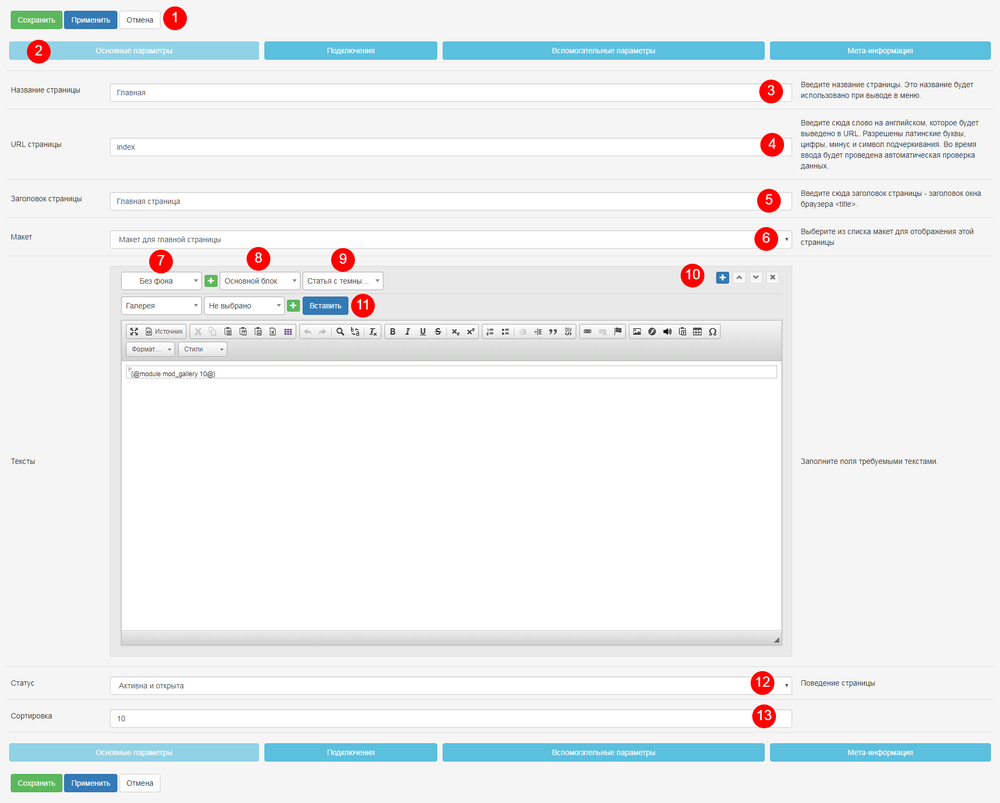 Сохранить Применить Отмена 1
2 Основные параметры Подключения Вспомогательные параметры Мета-информация
Название страницы Главная 3 Введите название страницы. Это название будет
использовано при выводе в меню.
URL страницы index 4 Введите сюда слово на английском, которое будет
выведено в URL. Разрешены латинские буквы,
цифры, минус и символ подчеркивания. Во время
ввода будет проведена автоматическая проверка
данных.
Заголовок страницы Главная страница 5 Введите сюда заголовок страницы - заголовок окна
браузера <title>.
Макет Макет для главной страницы 6 Выберите из списка макет для отображения этой
страницы
7 8 9
Без фона Основной блок Статья с темны... 10
Галерея Не выбрано Вставить 11
Источник
Формат... Стили
P
{@module mod_gallery 10@}
Тексты Заполните поля требуемыми текстами.
Статус Активна и открыта 12 Поведение страницы
Сортировка 10 13
Основные параметры Подключения Вспомогательные параметры Мета-информация
Сохранить Применить Отмена